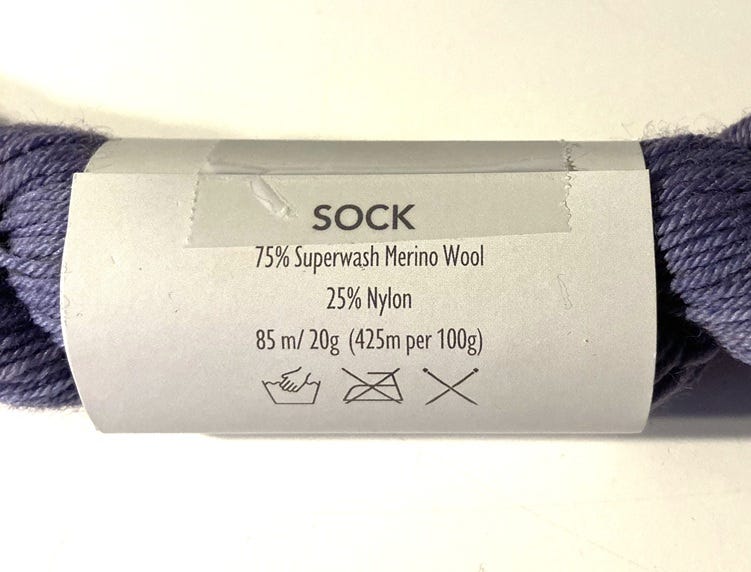 SOCK
75% Superwash Merino Wool
25% Nylon
85 m/ 20g (425m per 100g)